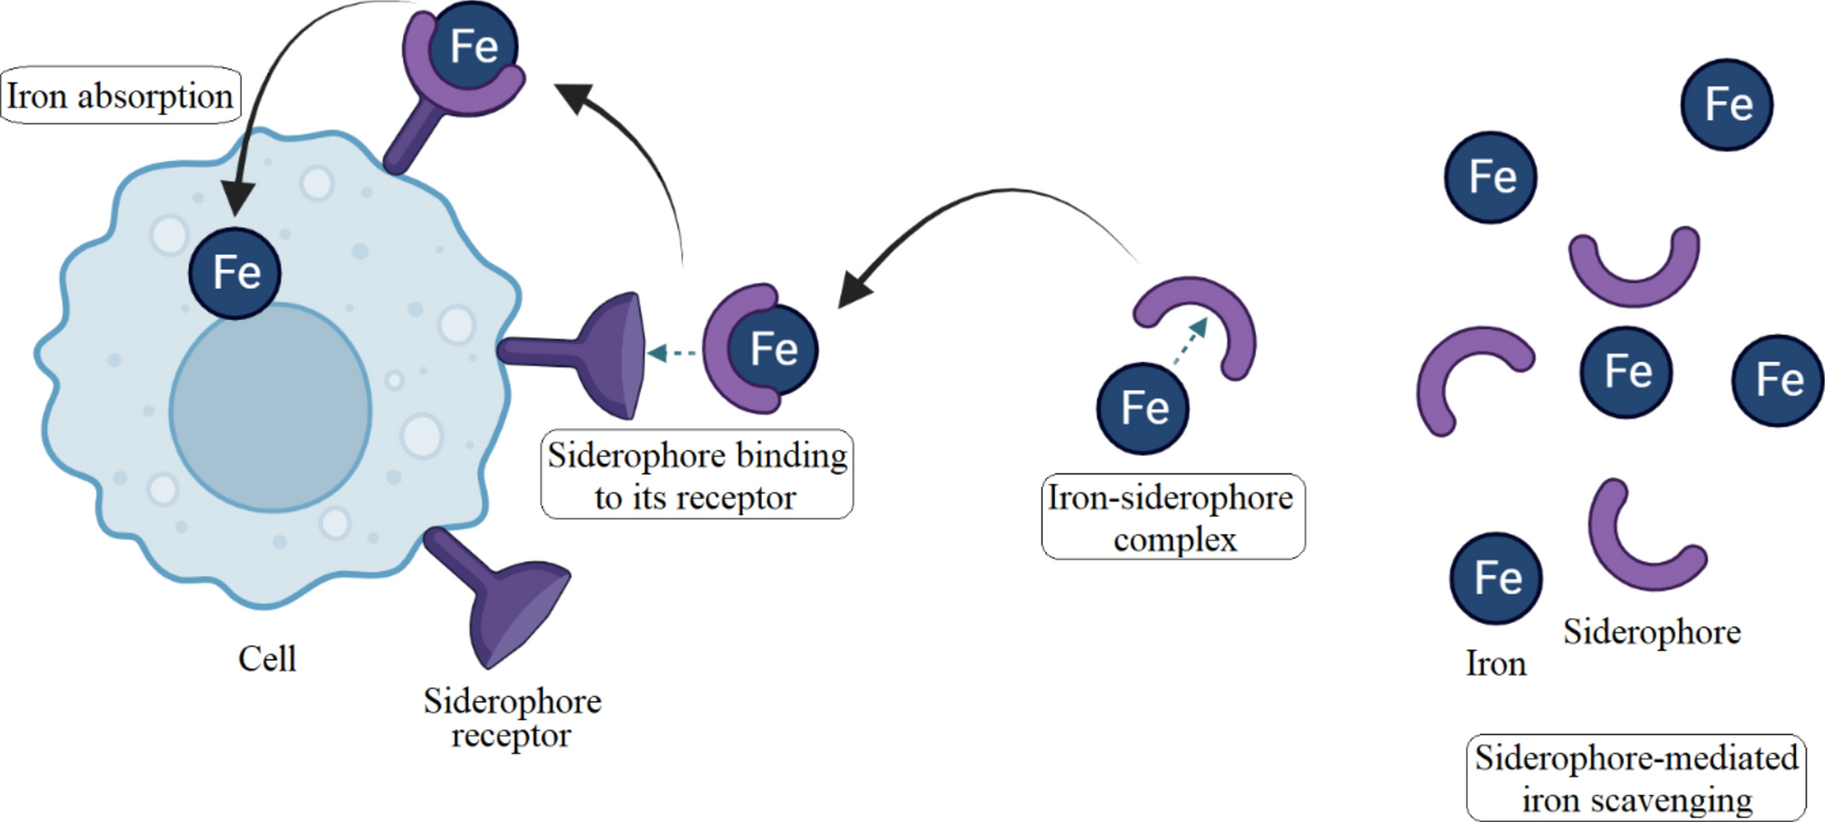 Fe
Iron absorption
Fe
Fe
Siderophore binding
to its receptor
Cell
Siderophore
receptor
Fe
Iron-siderophore
complex
Fe
Fe
Fe
Fe
Fe
Siderophore
Iron
Siderophore-mediated
iron scavenging